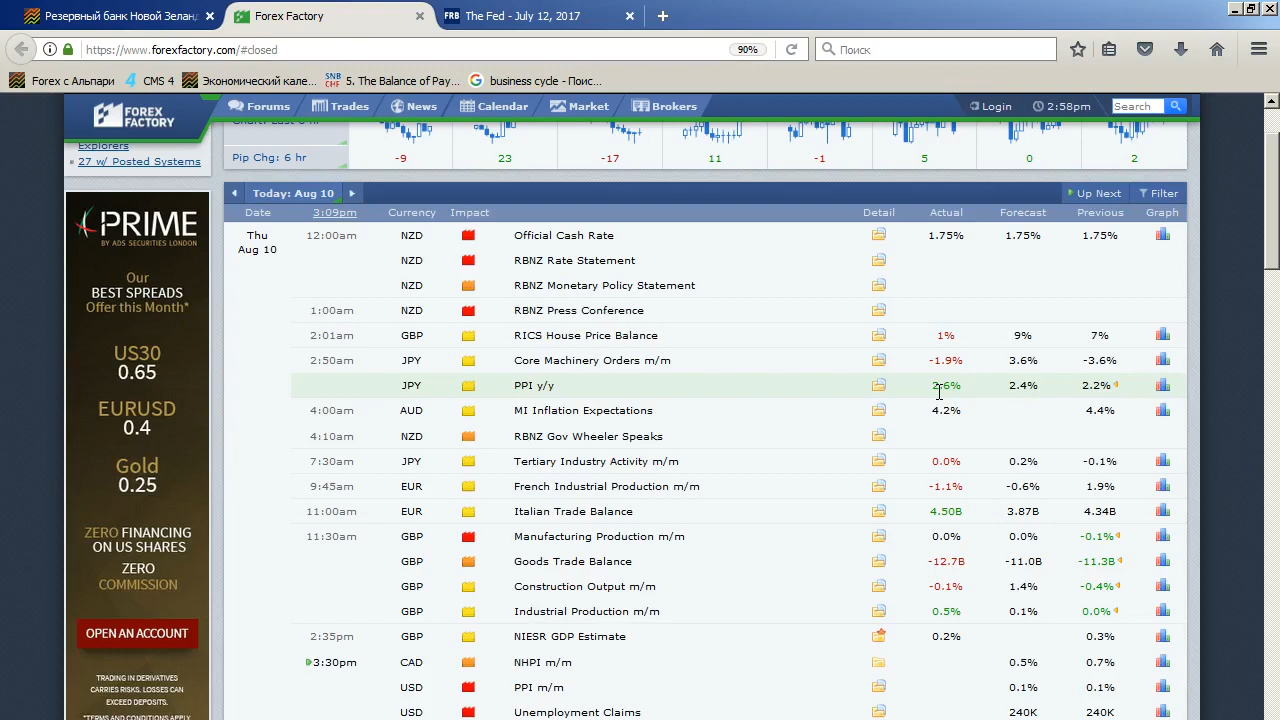 Резервный банк Новой Зеланд
Forex Factory
FRB The Fed - July 12, 2017
https://www.forexfactory.com/#closed
90%
Поиск
Forex с Альпари
4 CMS 4
Экономический кале...
SNB CHF 5. The Balance of Pay...
business cycle - Поис...
FOREX FACTORY
Forums Trades News Calendar Market Brokers
Login 2:58pm Search
Explorers
27 w/ Posted Systems
Pip Chg: 6 hr -9 23 -17 11 -1 5 0 2
Today: Aug 10 Up Next Filter
Date 3:09pm Currency Impact Detail Actual Forecast Previous Graph
Thu Aug 10 12:00am NZD Official Cash Rate 1.75% 1.75% 1.75%
NZD RBNZ Rate Statement
NZD RBNZ Monetary Policy Statement
1:00am NZD RBNZ Press Conference
2:01am GBP RICS House Price Balance 1% 9% 7%
2:50am JPY Core Machinery Orders m/m -1.9% 3.6% -3.6%
JPY PPI y/y 2.6% 2.4% 2.2%
4:00am AUD MI Inflation Expectations 4.2% 4.4%
4:10am NZD RBNZ Gov Wheeler Speaks
7:30am JPY Tertiary Industry Activity m/m 0.0% 0.2% -0.1%
9:45am EUR French Industrial Production m/m -1.1% -0.6% 1.9%
11:00am EUR Italian Trade Balance 4.50B 3.87B 4.34B
11:30am GBP Manufacturing Production m/m 0.0% 0.0% -0.1%
GBP Goods Trade Balance -12.7B -11.0B -11.3B
GBP Construction Output m/m -0.1% 1.4% -0.4%
GBP Industrial Production m/m 0.5% 0.1% 0.0%
2:35pm GBP NIESR GDP Estimate 0.2% 0.3%
3:30pm CAD NHPI m/m 0.5% 0.7%
USD PPI m/m 0.1% 0.1%
USD Unemployment Claims 240K 240K
PRIME
BY ADS SECURITIES LONDON
Our
BEST SPREADS
Offer this Month*
US30
0.65
EURUSD
0.4
Gold
0.25
ZERO FINANCING
ON US SHARES
ZERO
COMMISSION
OPEN AN ACCOUNT
TRADING IN DERIVATIVES
CARRIES RISKS. LOSSES CAN
EXCEED DEPOSITS.
*TERMS AND CONDITIONS APPLY